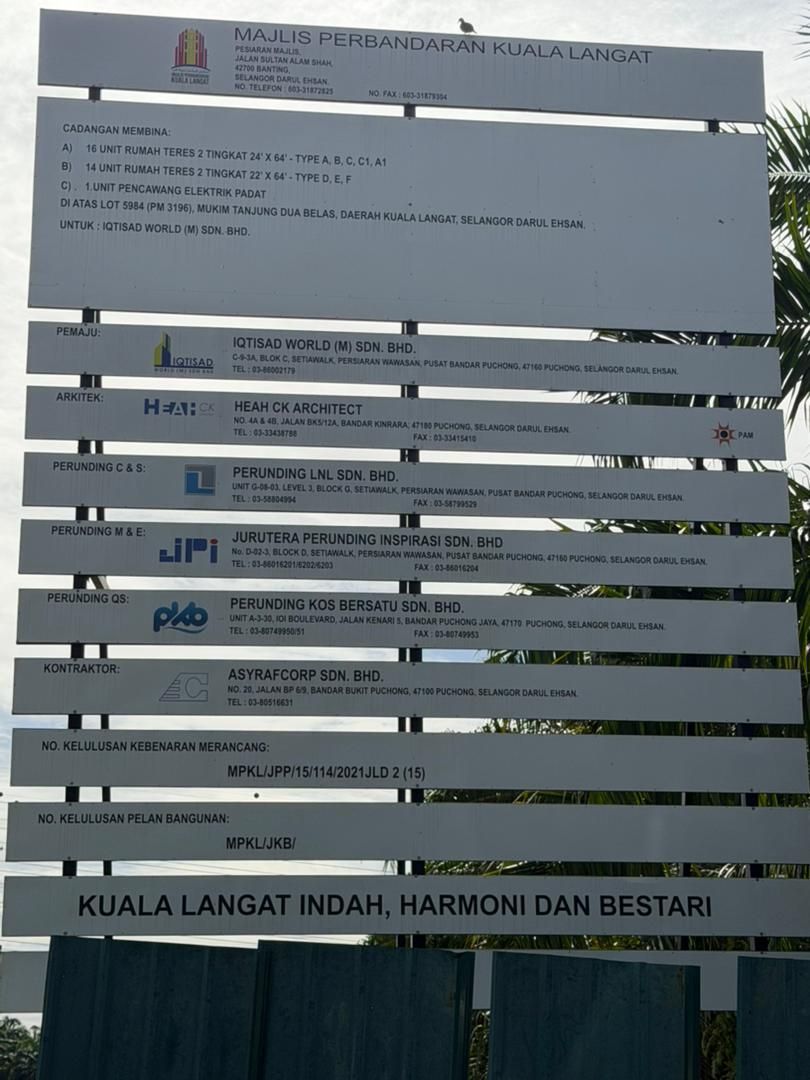 MAJLIS PERBANDARAN KUALA LANGAT
MAJLIS PERBANDARAN
KUALA LANGAT
PESIARAN MAJLIS,
JALAN SULTAN ALAM SHAH,
42700 BANTING,
SELANGOR DARUL EHSAN.
NO. TELEFON : 603-31872825 NO. FAX : 603-31879304
CADANGAN MEMBINA:
A) 16 UNIT RUMAH TERES 2 TINGKAT 24' X 64' - TYPE A, B, C, C1, A1
B) 14 UNIT RUMAH TERES 2 TINGKAT 22' X 64' - TYPE D, E, F
C) . 1.UNIT PENCAWANG ELEKTRIK PADAT
DI ATAS LOT 5984 (PM 3196), MUKIM TANJUNG DUA BELAS, DAERAH KUALA LANGAT, SELANGOR DARUL EHSAN.
UNTUK : IQTISAD WORLD (M) SDN. BHD.
PEMAJU:
IQTISAD
WORLD (M) SDN BHD
IQTISAD WORLD (M) SDN. BHD.
C-9-3A, BLOK C, SETIAWALK, PERSIARAN WAWASAN, PUSAT BANDAR PUCHONG, 47160 PUCHONG, SELANGOR DARUL EHSAN.
TEL : 03-86002179
ARKITEK:
HEAH CK
HEAH CK ARCHITECT
NO. 4A & 4B, JALAN BK5/12A, BANDAR KINRARA, 47180 PUCHONG, SELANGOR DARUL EHSAN.
TEL : 03-33438788 FAX : 03-33415410
PAM
PERUNDING C & S:
PERUNDING LNL SDN. BHD.
UNIT G-08-03, LEVEL 3, BLOCK G, SETIAWALK, PERSIARAN WAWASAN, PUSAT BANDAR PUCHONG, SELANGOR DARUL EHSAN.
TEL : 03-58804994 FAX : 03-58799529
PERUNDING M & E:
JIPI
JURUTERA PERUNDING INSPIRASI SDN. BHD
No. D-02-3, BLOCK D, SETIAWALK, PERSIARAN WAWASAN, PUSAT BANDAR PUCHONG, 47160 PUCHONG, SELANGOR DARUL EHSAN.
TEL : 03-86016201/6202/6203 FAX : 03-86016204
PERUNDING QS:
pkb
PERUNDING KOS BERSATU SDN. BHD.
UNIT A-3-30, IOI BOULEVARD, JALAN KENARI 5, BANDAR PUCHONG JAYA, 47170 PUCHONG, SELANGOR DARUL EHSAN.
TEL : 03-80749950/51 FAX : 03-80749953
KONTRAKTOR:
ASYRAFCORP SDN. BHD.
NO. 20, JALAN BP 6/9, BANDAR BUKIT PUCHONG, 47100 PUCHONG, SELANGOR DARUL EHSAN.
TEL : 03-80516631
NO. KELULUSAN KEBENARAN MERANCANG:
MPKL/JPP/15/114/2021JLD 2 (15)
NO. KELULUSAN PELAN BANGUNAN:
MPKL/JKB/
KUALA LANGAT INDAH, HARMONI DAN BESTARI